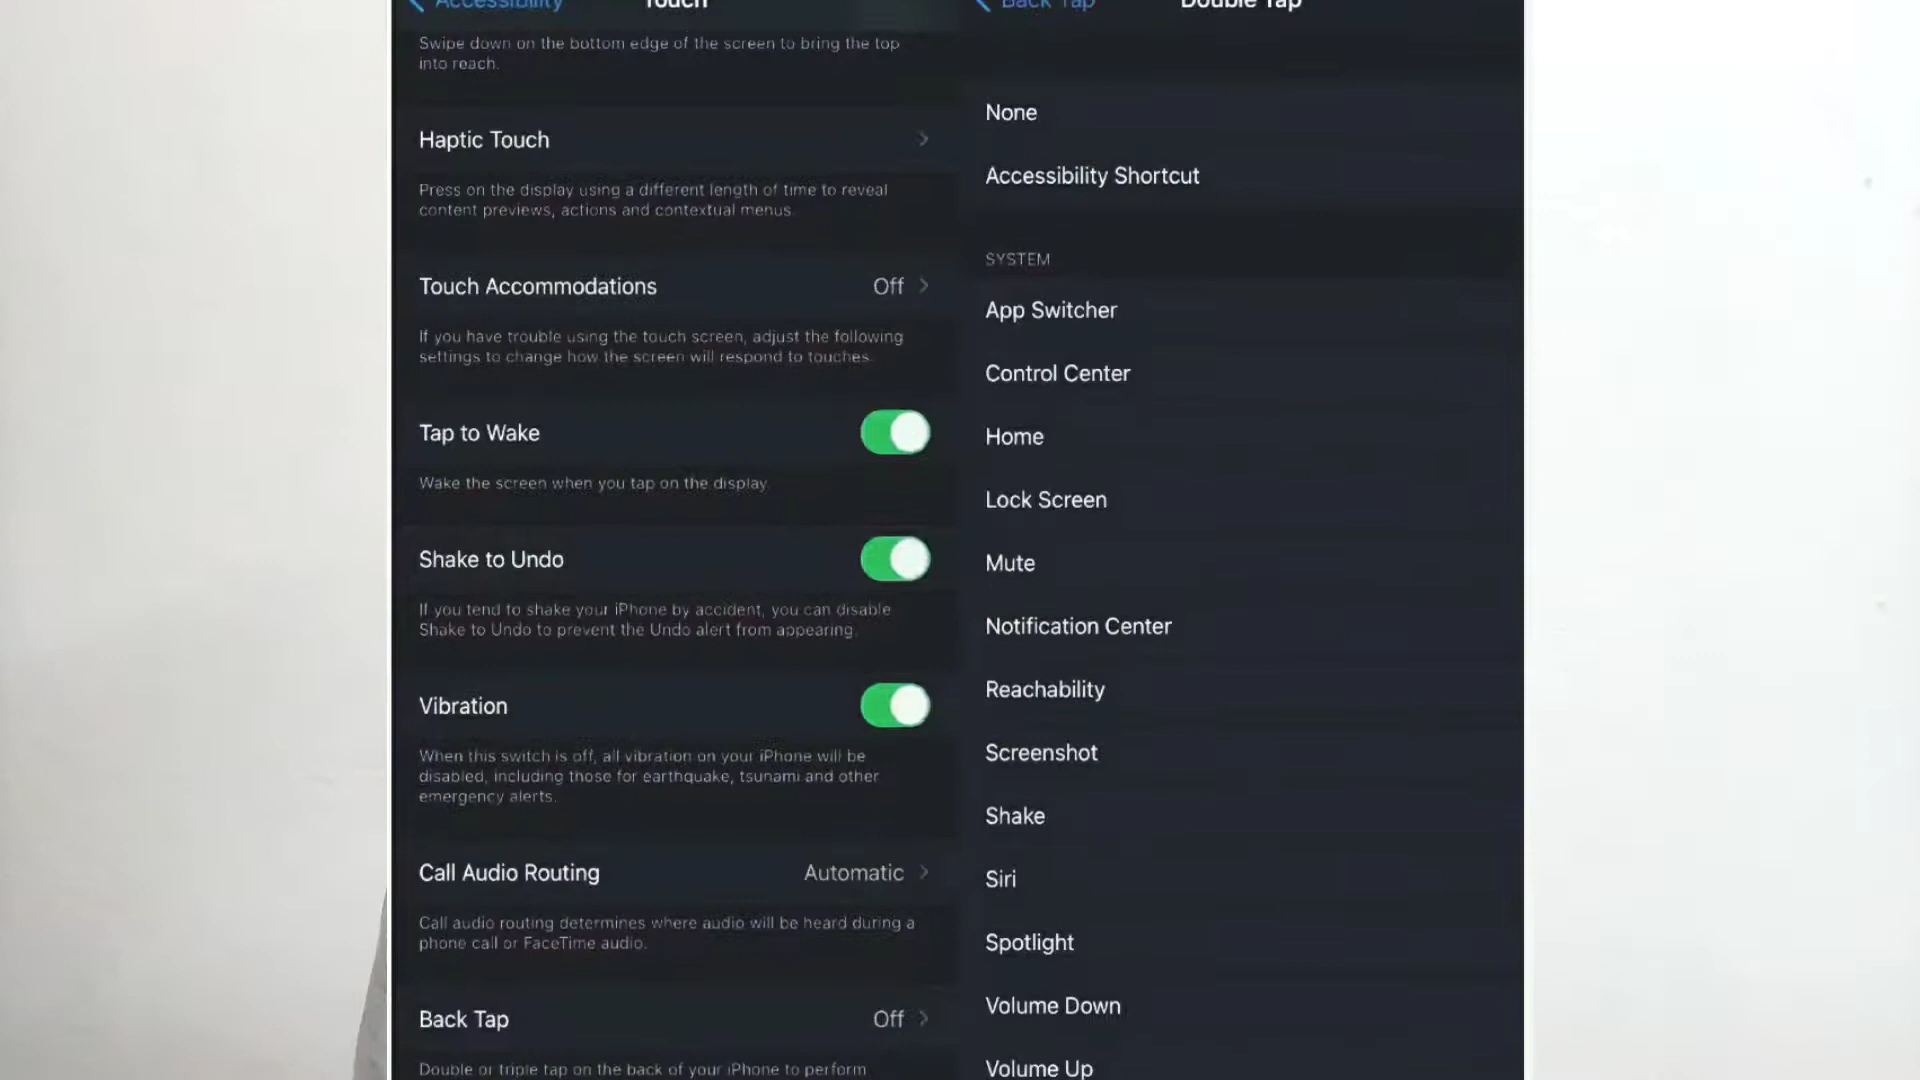 Accessibility
Touch
Swipe down on the bottom edge of the screen to bring the top
into reach.
Haptic Touch
Press on the display using a different length of time to reveal
content previews, actions and contextual menus.
Touch Accommodations
Off
If you have trouble using the touch screen, adjust the following
settings to change how the screen will respond to touches.
Tap to Wake
Wake the screen when you tap on the display.
Shake to Undo
If you tend to shake your iPhone by accident, you can disable
Shake to Undo to prevent the Undo alert from appearing.
Vibration
When this switch is off, all vibration on your iPhone will be
disabled, including those for earthquake, tsunami and other
emergency alerts.
Call Audio Routing
Automatic
Call audio routing determines where audio will be heard during a
phone call or FaceTime audio.
Back Tap
Off
Double or triple tap on the back of your iPhone to perform
Back Tap
Double Tap
None
Accessibility Shortcut
SYSTEM
App Switcher
Control Center
Home
Lock Screen
Mute
Notification Center
Reachability
Screenshot
Shake
Siri
Spotlight
Volume Down
Volume Up